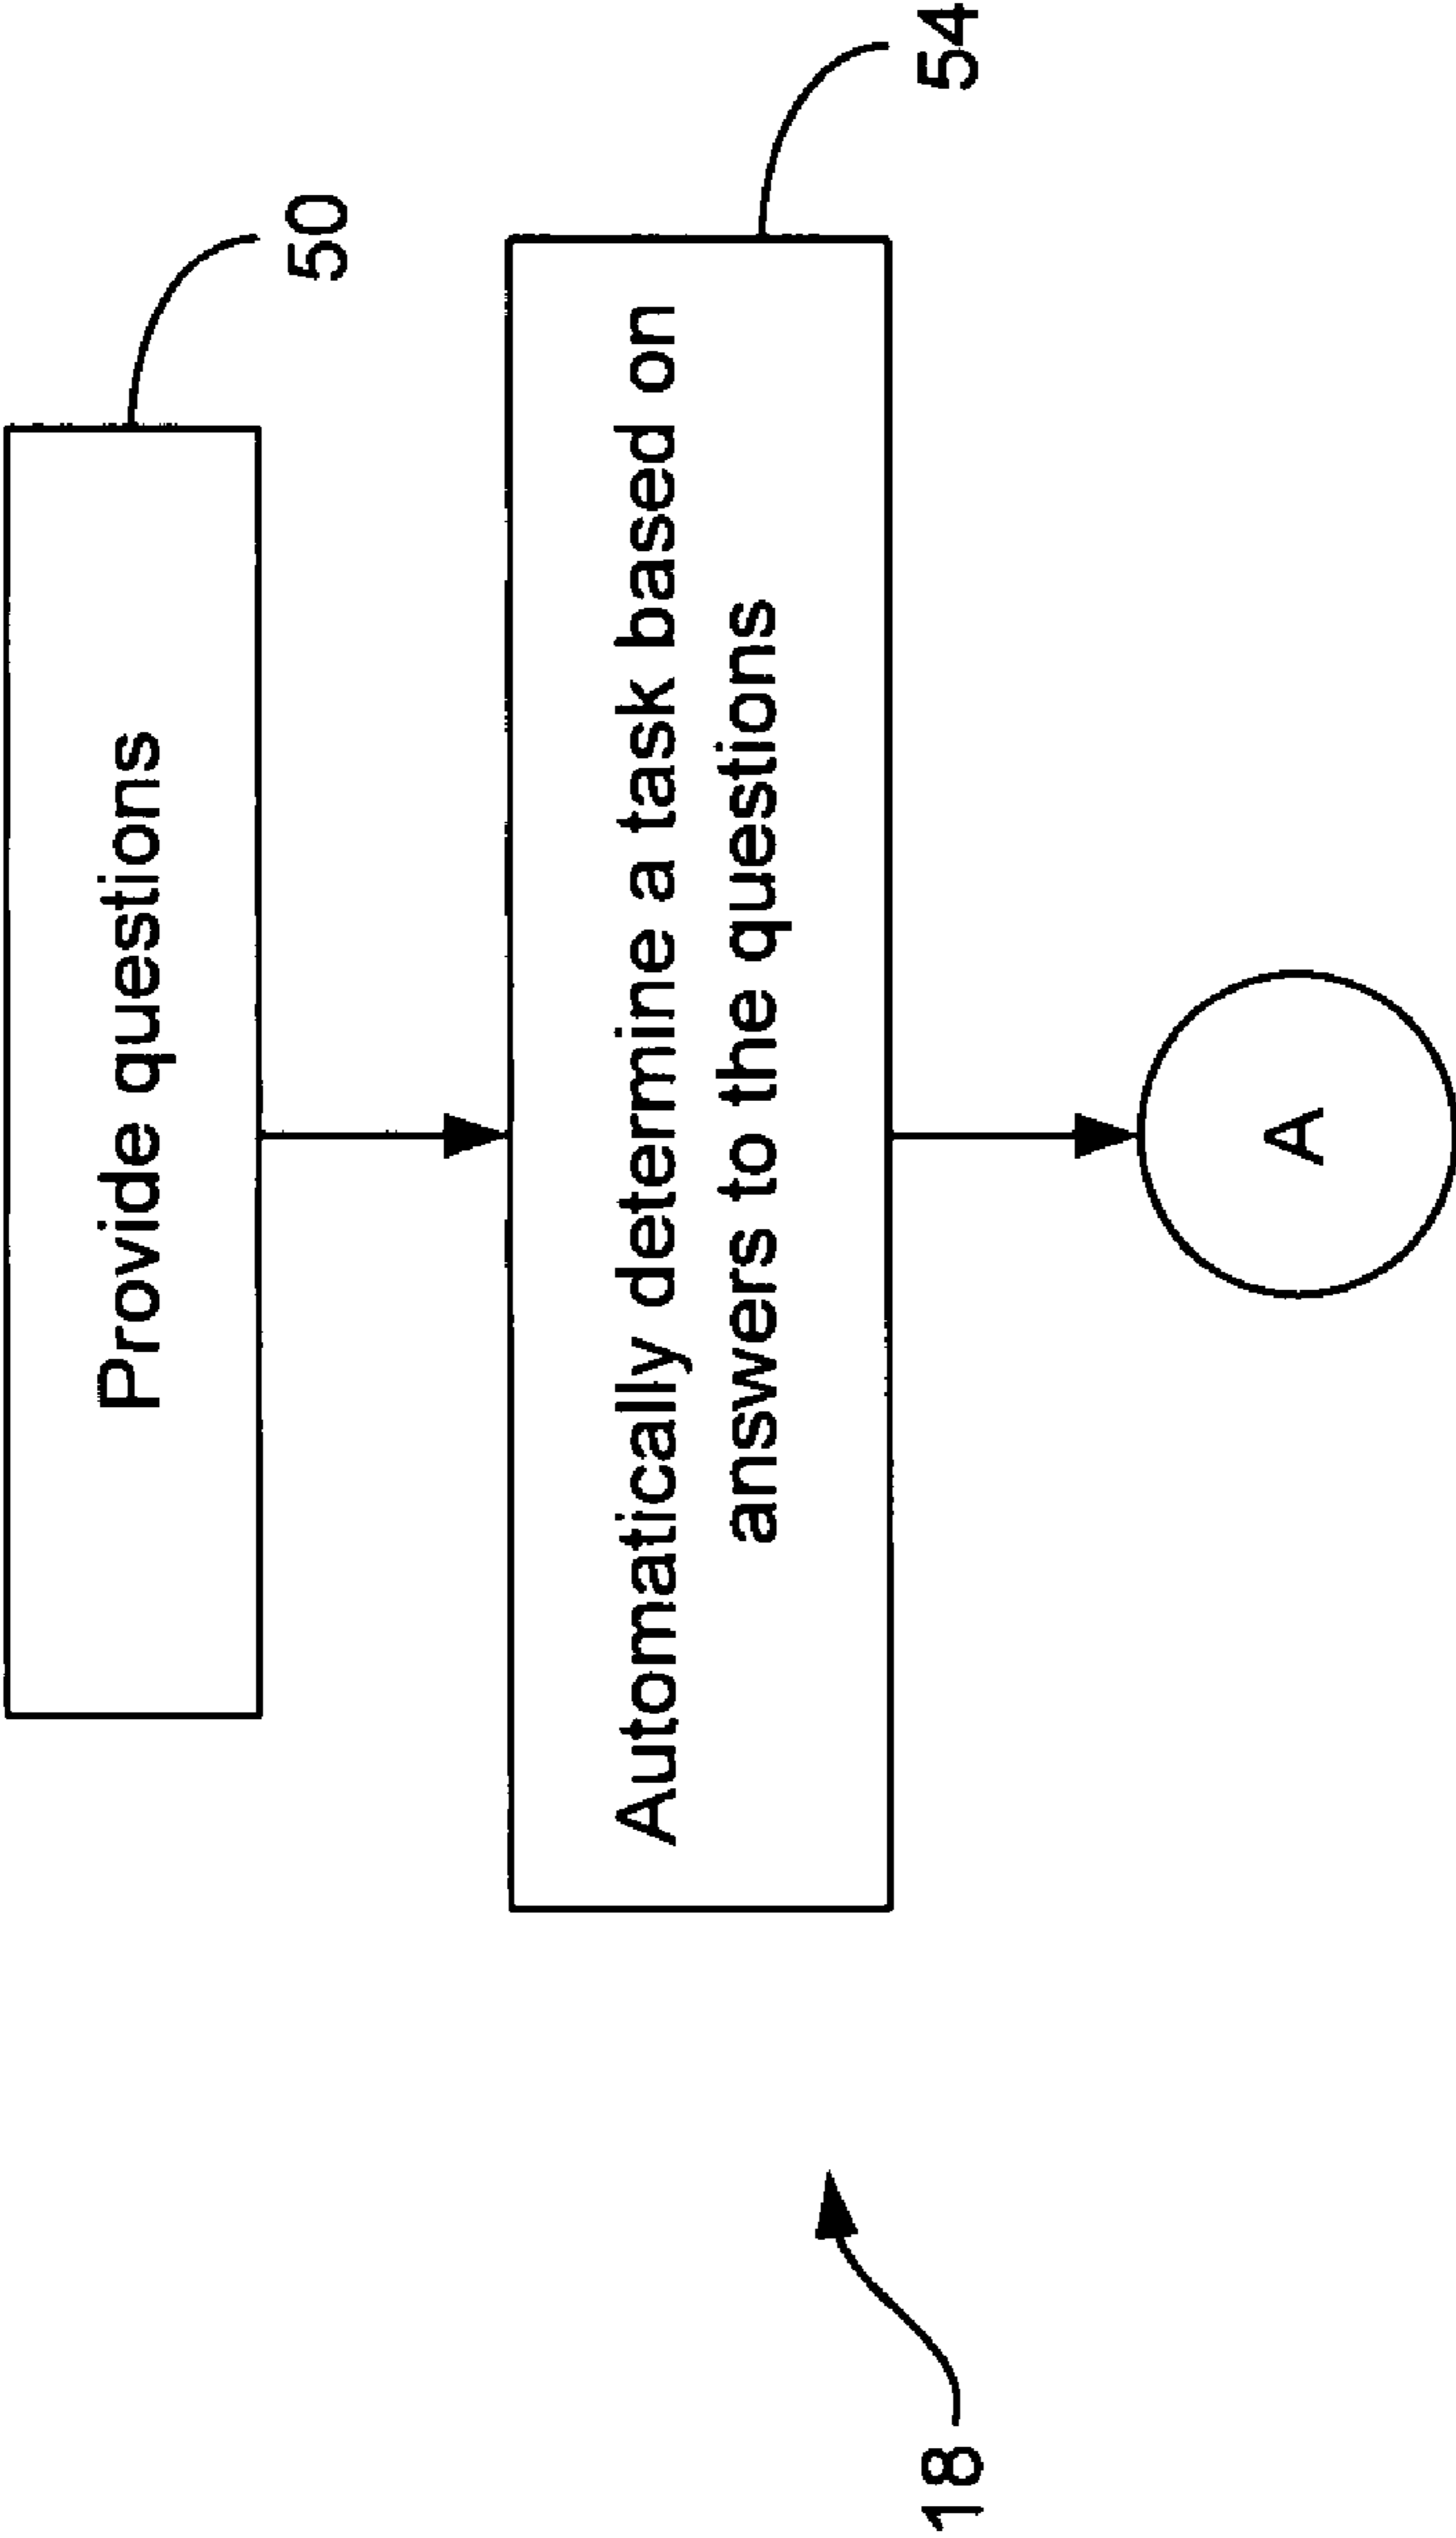 Provide questions
50
Automatically determine a task based on
answers to the questions
54
A
18